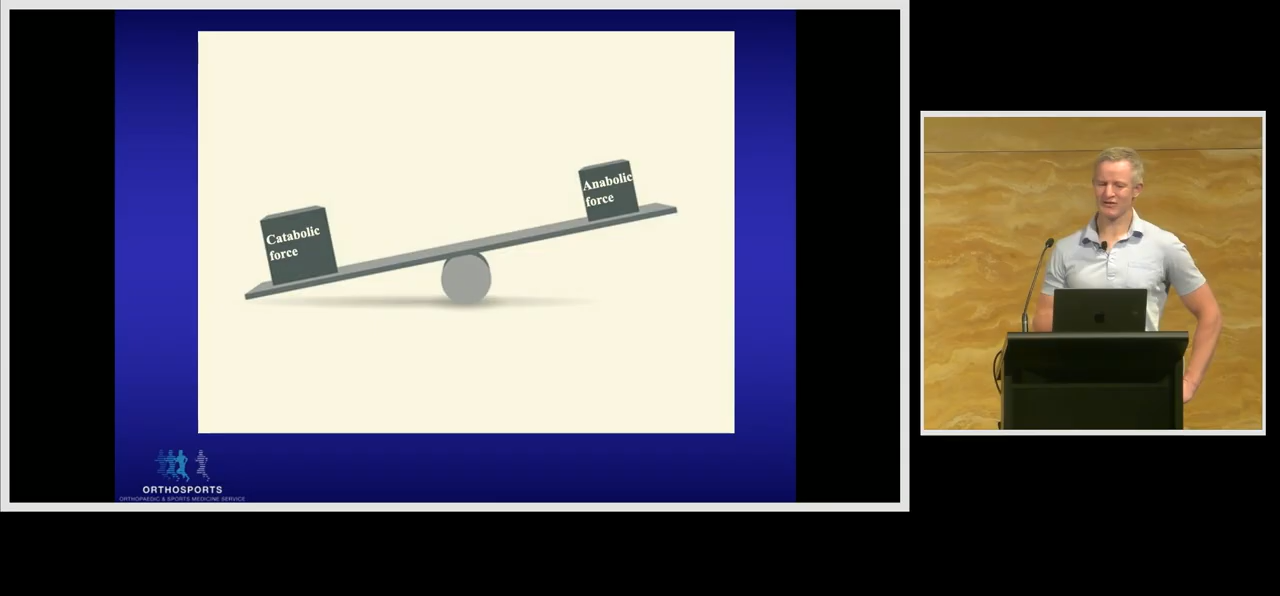 Anabolic
force
Catabolic
force
ORTHOSPORTS
ORTHOPAEDIC & SPORTS MEDICINE SERVICE